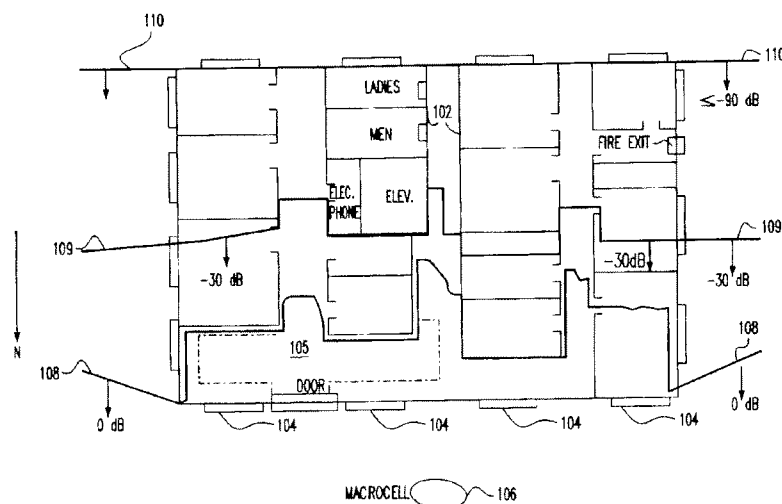 110
110
LADIES
≤-90 dB
102
MEN
FIRE EXIT
ELEC.
PHONE
ELEV.
109
109
-30 dB
-30dB
-30 dB
N
105
108
108
DOOR
0 dB
0 dB
104
104
104
104
MACROCELL
106